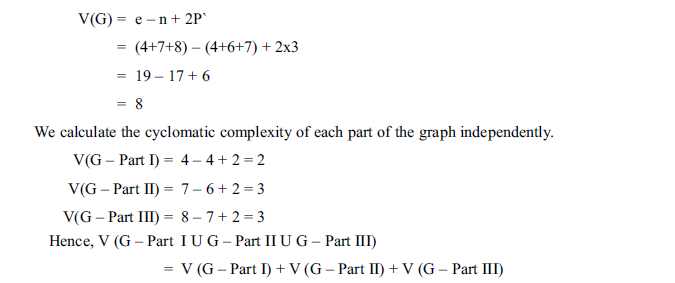 V(G) = e – n + 2P`
= (4+7+8) – (4+6+7) + 2x3
= 19 – 17 + 6
= 8
We calculate the cyclomatic complexity of each part of the graph independently.
V(G – Part I) = 4 – 4 + 2 = 2
V(G – Part II) = 7 – 6 + 2 = 3
V(G – Part III) = 8 – 7 + 2 = 3
Hence, V (G – Part I U G – Part II U G – Part III)
= V (G – Part I) + V (G – Part II) + V (G – Part III)